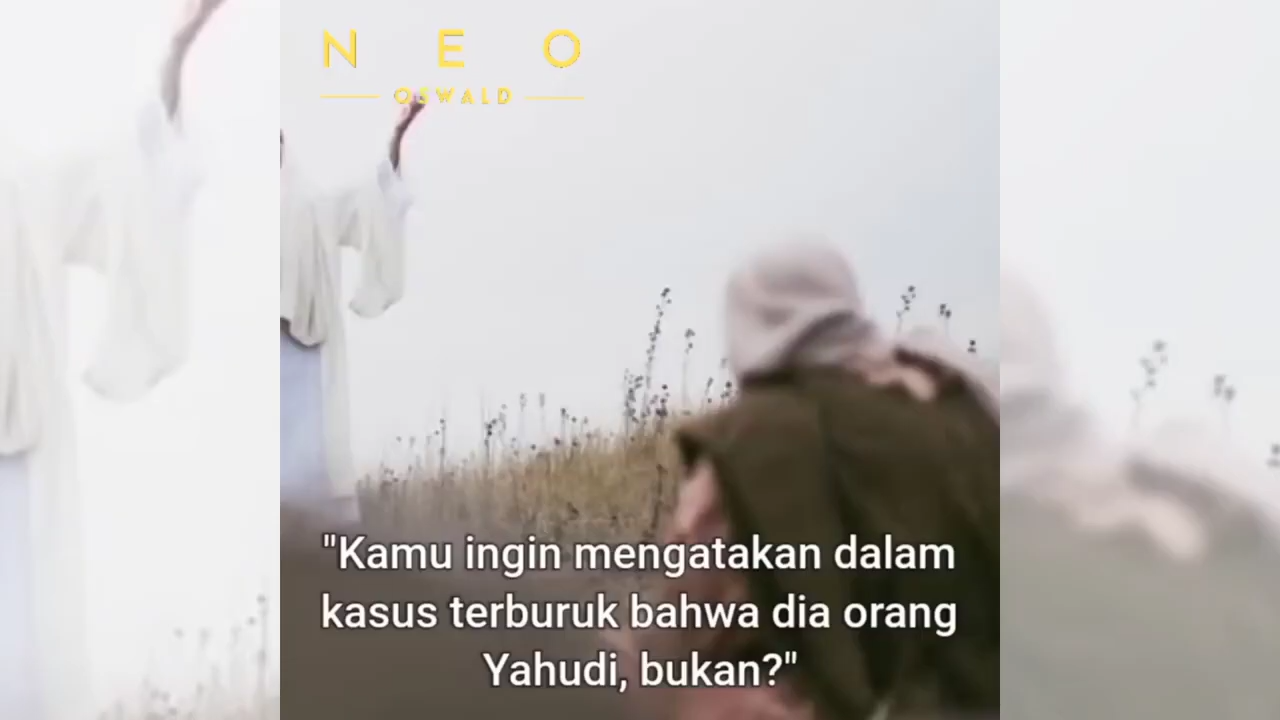 N E O
OSWALD
"Kamu ingin mengatakan dalam
kasus terburuk bahwa dia orang
Yahudi, bukan?"